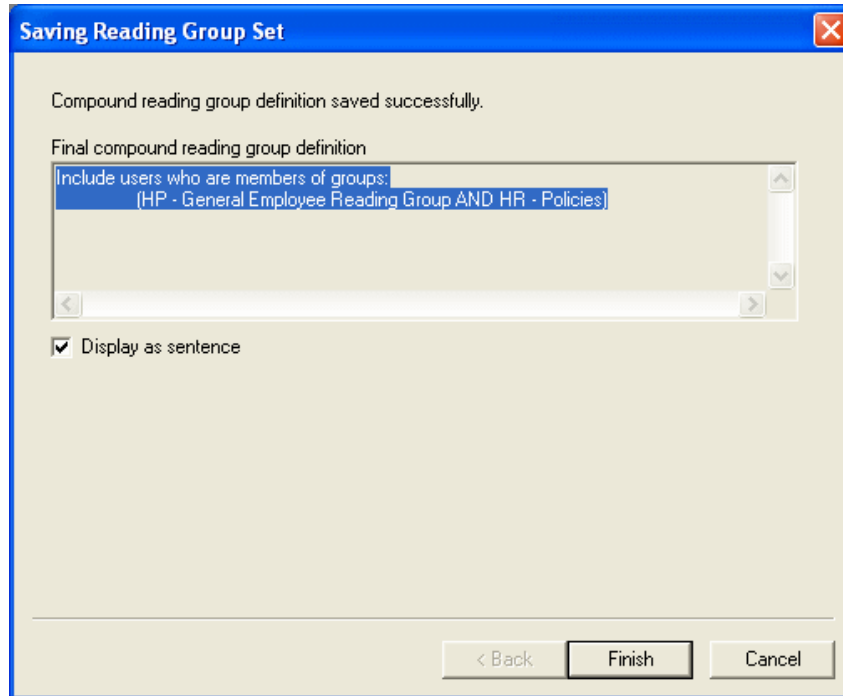 Saving Reading Group Set
Compound reading group definition saved successfully.
Final compound reading group definition
Include users who are members of groups:
(HP - General Employee Reading Group AND HR - Policies)
Display as sentence
< Back Finish Cancel